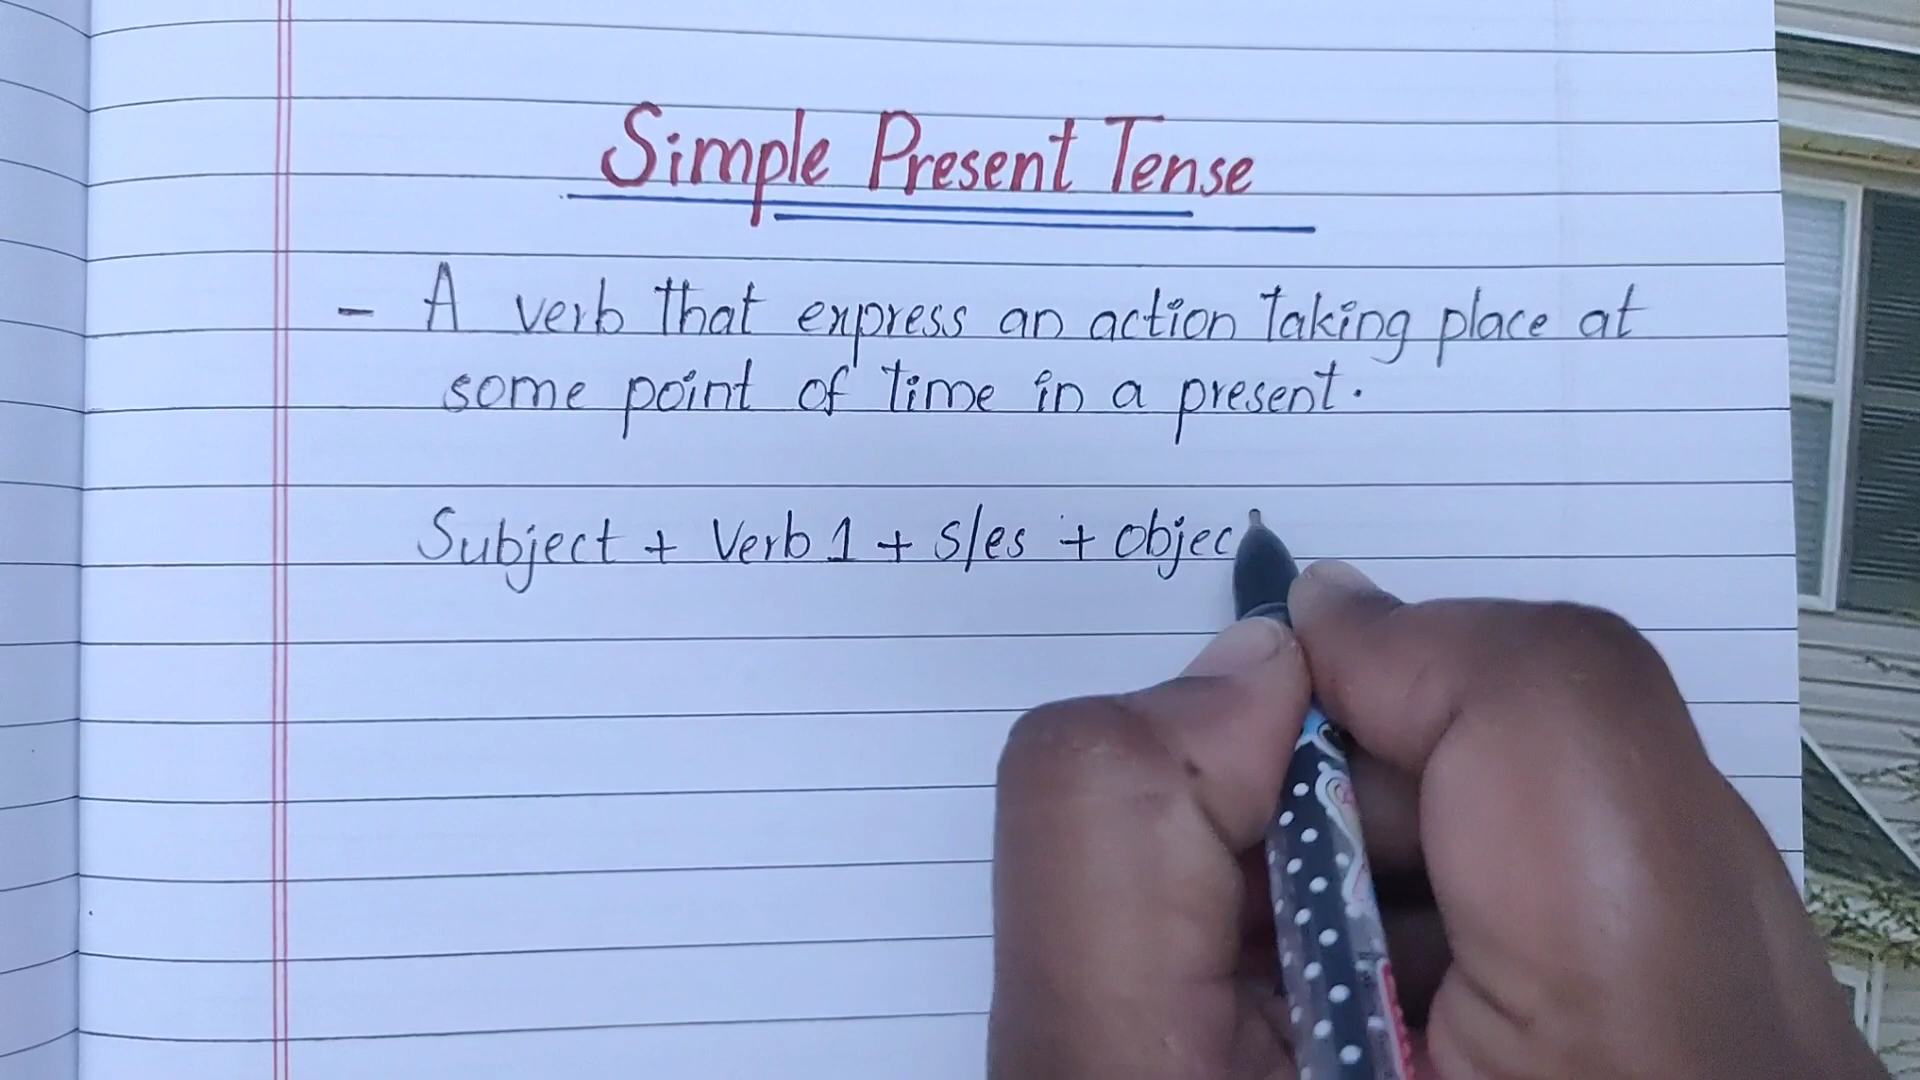 Simple Present Tense
- A verb that express an action taking place at
some point of time in a present.
Subject + Verb 1 + s/es + objec